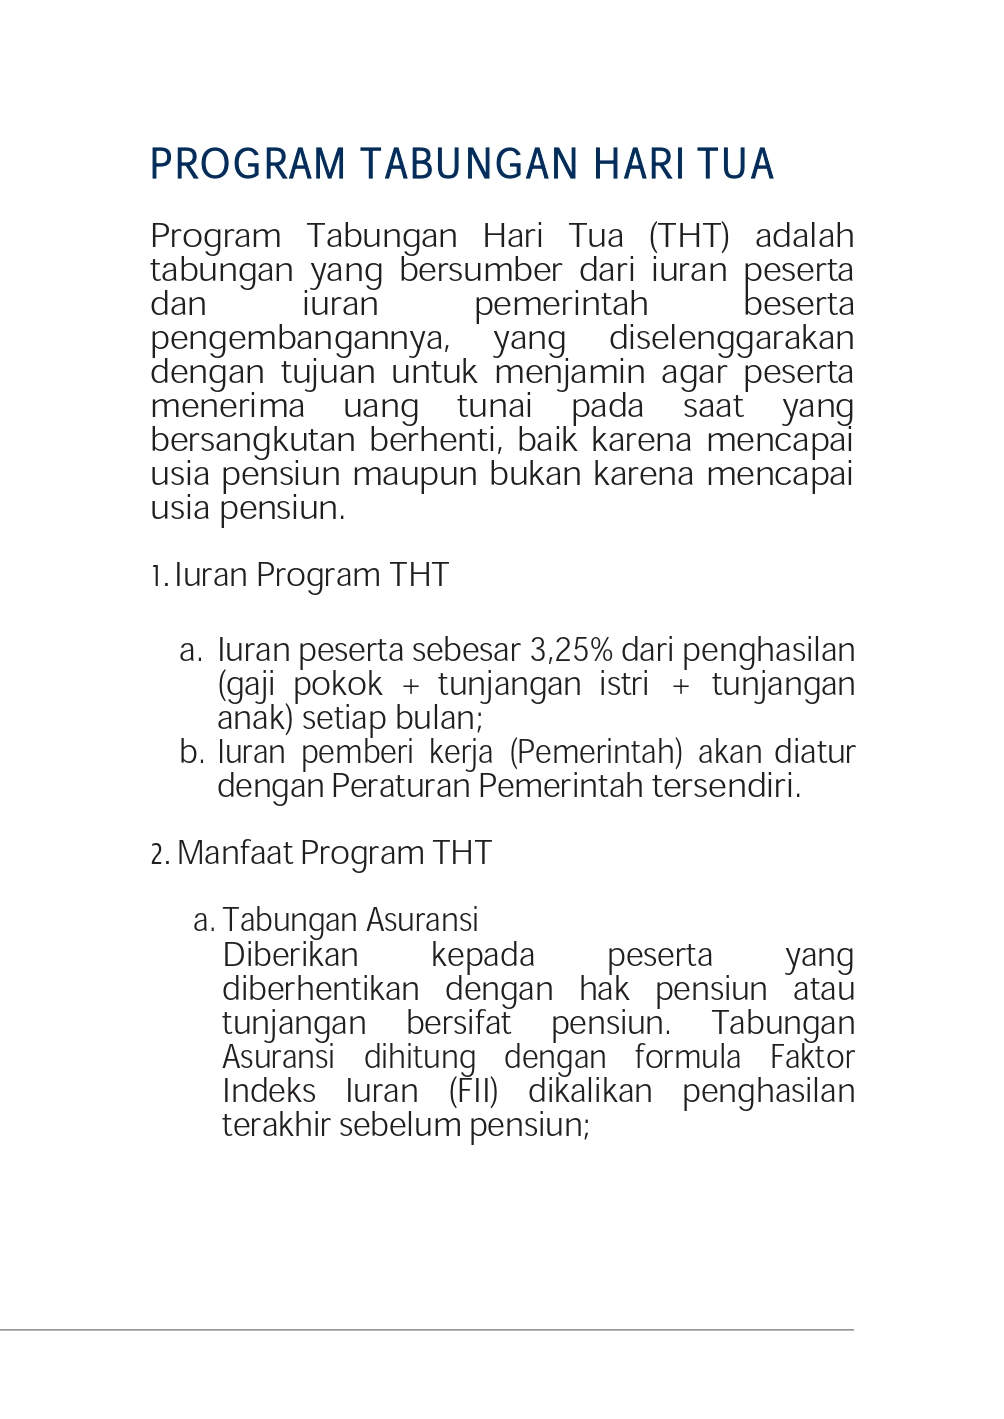 PROGRAM TABUNGAN HARI TUA
Program Tabungan Hari Tua (THT) adalah
tabungan yang bersumber dari iuran peserta
dan iuran pemerintah beserta
pengembangannya, yang diselenggarakan
dengan tujuan untuk menjamin agar peserta
menerima uang tunai pada saat yang
bersangkutan berhenti, baik karena mencapai
usia pensiun maupun bukan karena mencapai
usia pensiun.
1. Iuran Program THT
a. Iuran peserta sebesar 3,25% dari penghasilan
(gaji pokok + tunjangan istri + tunjangan
anak) setiap bulan;
b. Iuran pemberi kerja (Pemerintah) akan diatur
dengan Peraturan Pemerintah tersendiri.
2. Manfaat Program THT
a. Tabungan Asuransi
Diberikan kepada peserta yang
diberhentikan dengan hak pensiun atau
tunjangan bersifat pensiun. Tabungan
Asuransi dihitung dengan formula Faktor
Indeks Iuran (FII) dikalikan penghasilan
terakhir sebelum pensiun;